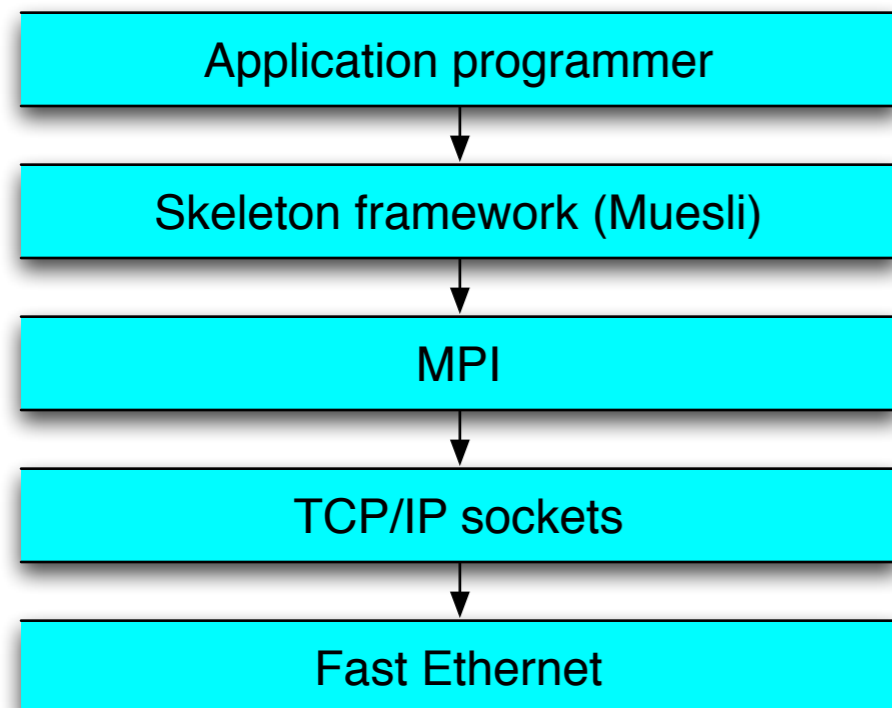 Application programmer
Skeleton framework (Muesli)
MPI
TCP/IP sockets
Fast Ethernet